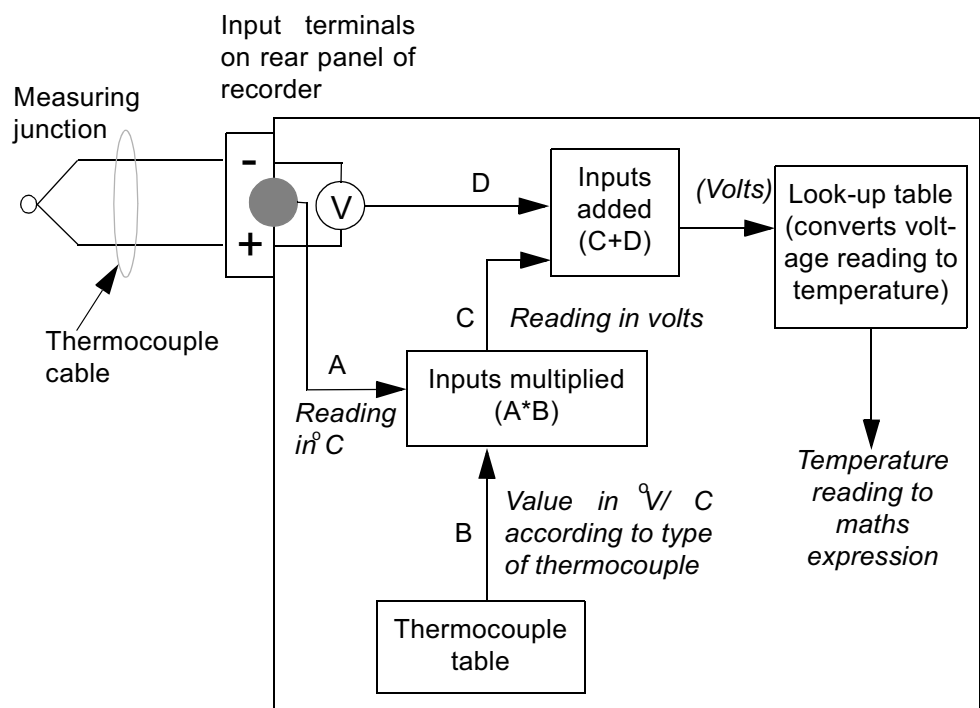 Input terminals
on rear panel of
recorder
Measuring
junction
-
+
V
Thermocouple
cable
D
Inputs
added
(C+D)
(Volts)
Look-up table
(converts volt-
age reading to
temperature)
C
Reading in volts
A
Reading
in° C
Inputs multiplied
(A*B)
B
Value in °V/ C
according to type
of thermocouple
Thermocouple
table
Temperature
reading to
maths
expression